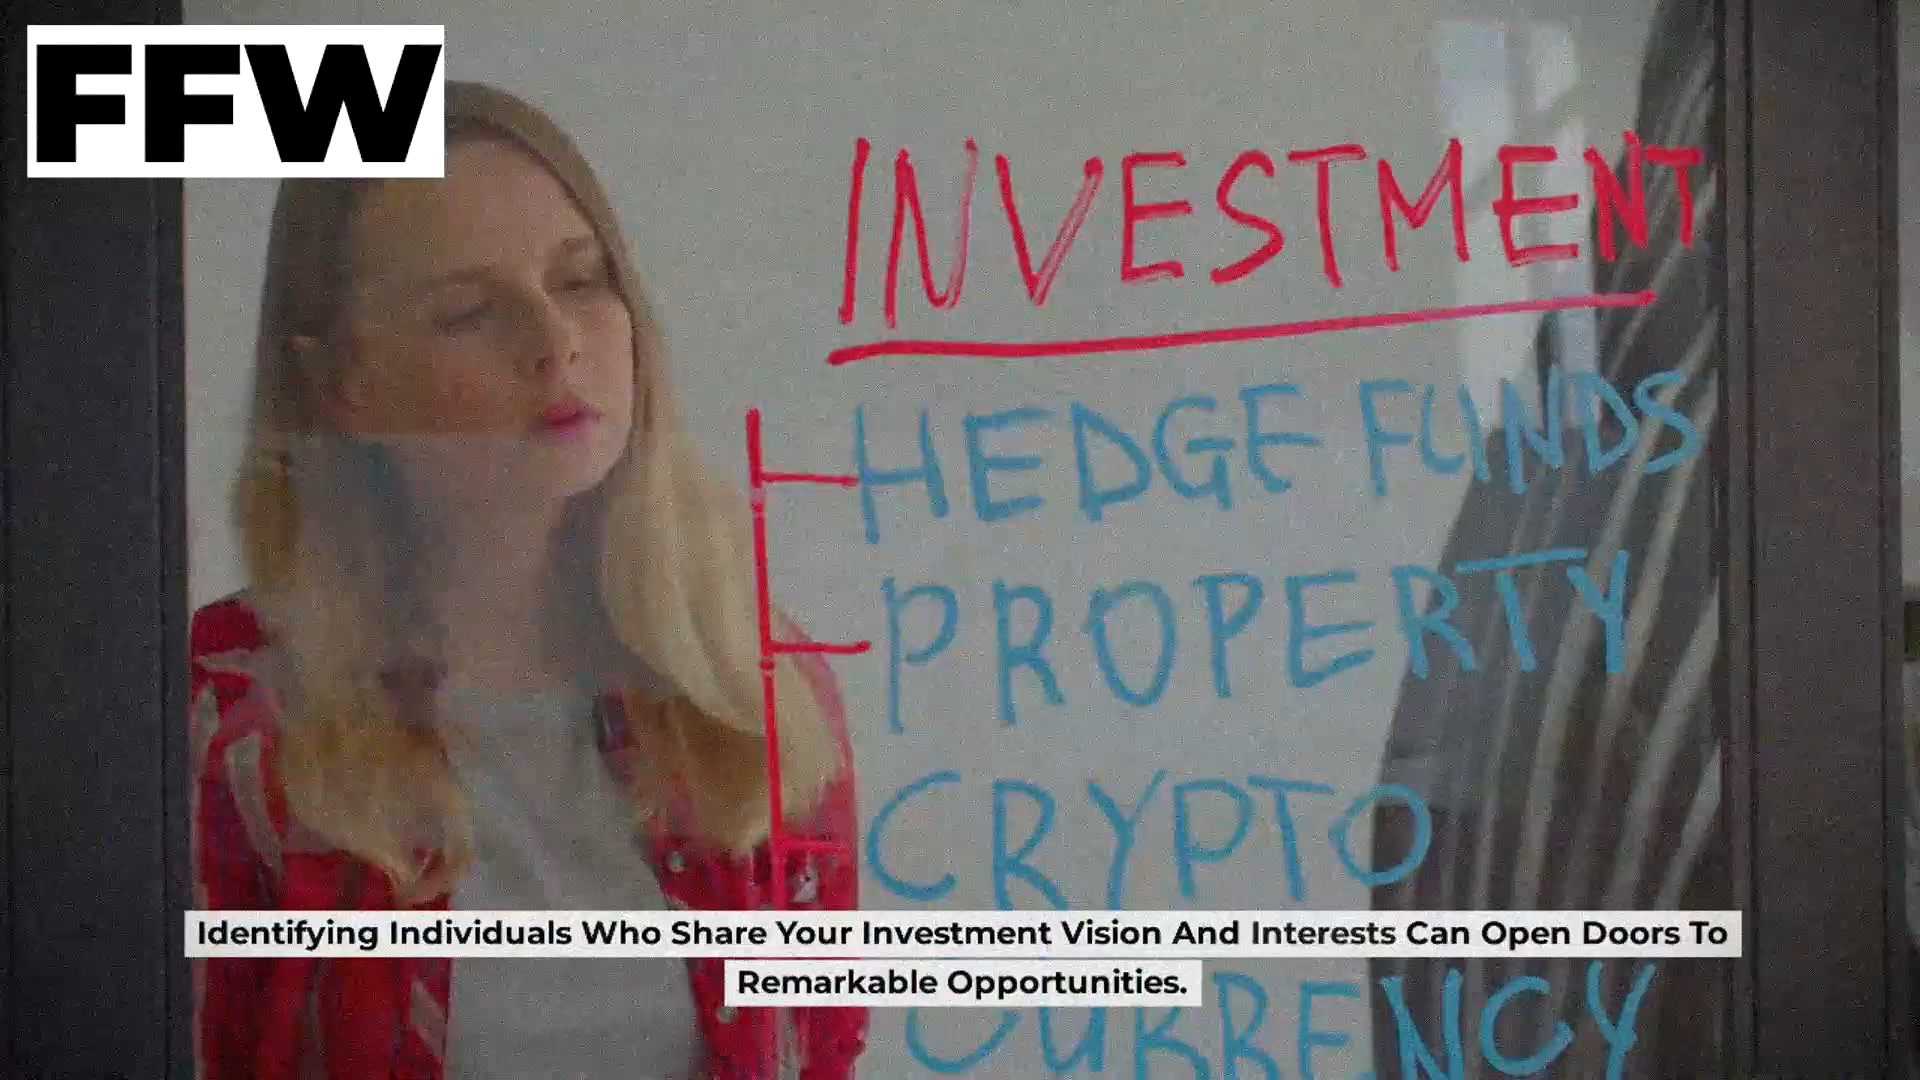 FFW
INVESTMENT
HEDGE FUNDS
PROPERTY
CRYPTO
CURRENCY
Identifying Individuals Who Share Your Investment Vision And Interests Can Open Doors To
Remarkable Opportunities.